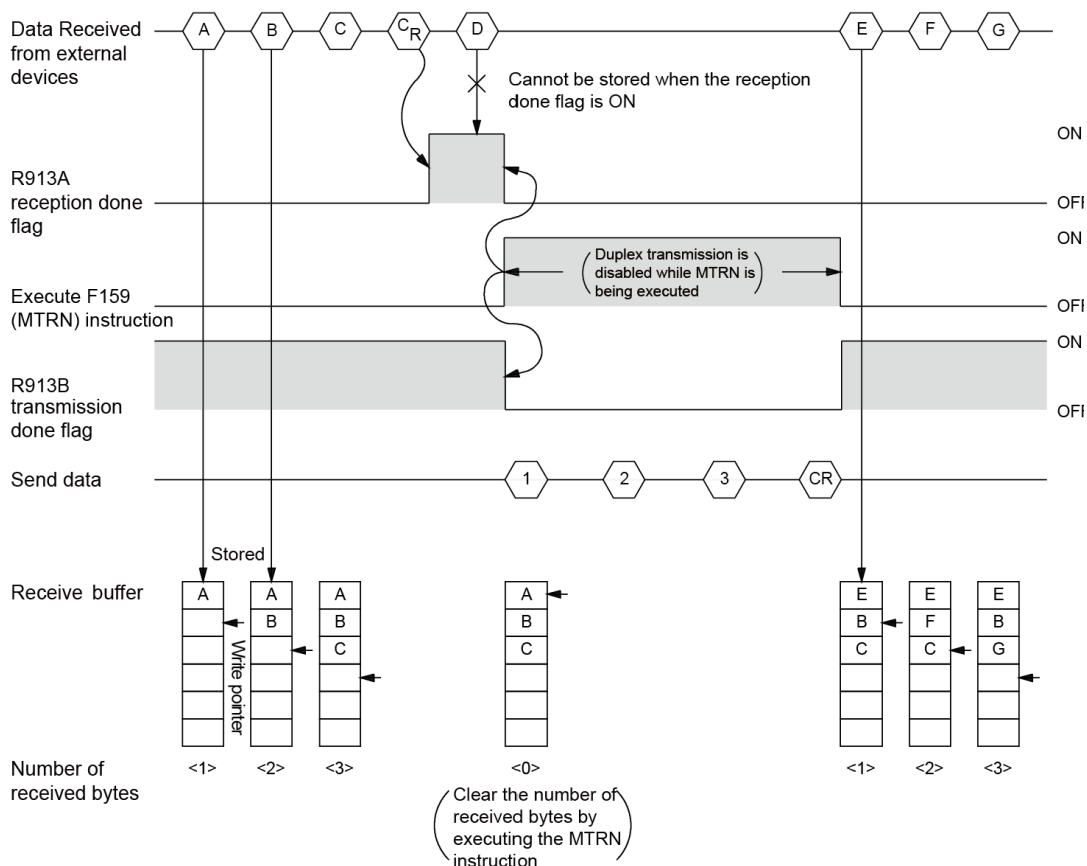 Data Received
from external
devices
A B C CR D E F G
Cannot be stored when the reception
done flag is ON
ON
R913A
reception done
flag
OFF
ON
Duplex transmission is
disabled while MTRN is
being executed
Execute F159
(MTRN) instruction
OFF
ON
R913B
transmission
done flag
OFF
Send data
1 2 3 CR
Stored
Receive buffer
A A A A E E E
B B B B F B
C C C C G
Write pointer
Number of
received bytes
<1> <2> <3> <0> <1> <2> <3>
Clear the number of
received bytes by
executing the MTRN
instruction